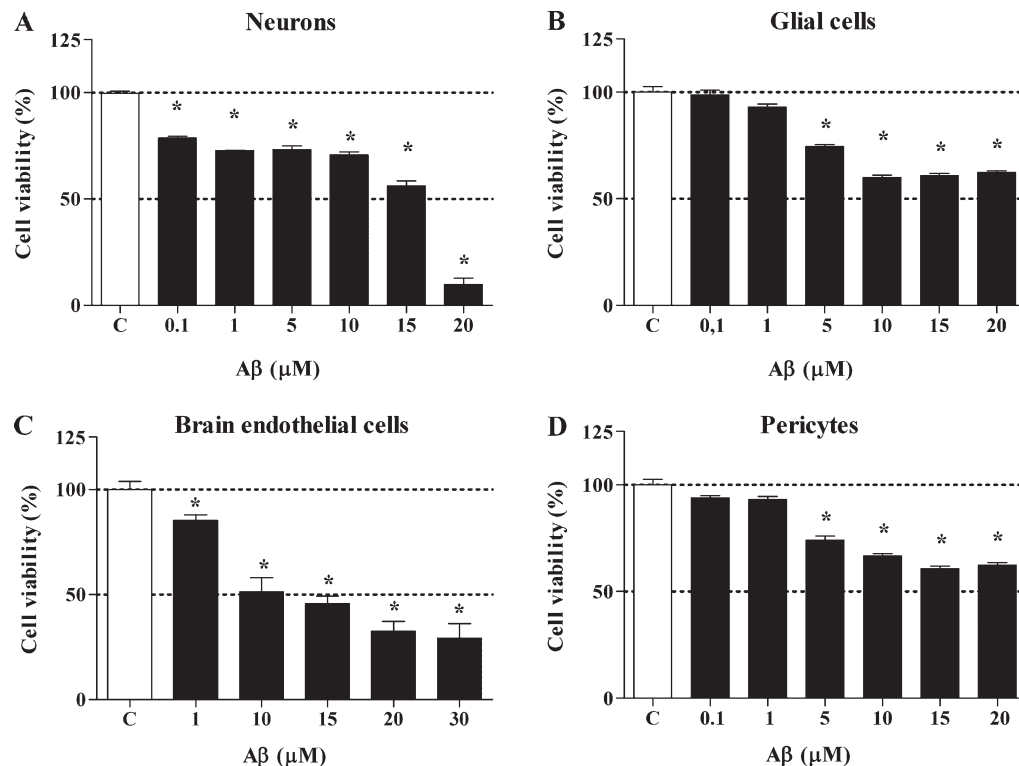 A Neurons
Cell viability (%)
125
100
50
0
* * * * * *
C 0.1 1 5 10 15 20
Aβ (μM)
B Glial cells
Cell viability (%)
125
100
50
0
* * * *
C 0,1 1 5 10 15 20
Aβ (μM)
C Brain endothelial cells
Cell viability (%)
125
100
50
0
* * * * *
C 1 10 15 20 30
Aβ (μM)
D Pericytes
Cell viability (%)
125
100
50
0
* * * *
C 0.1 1 5 10 15 20
Aβ (μM)